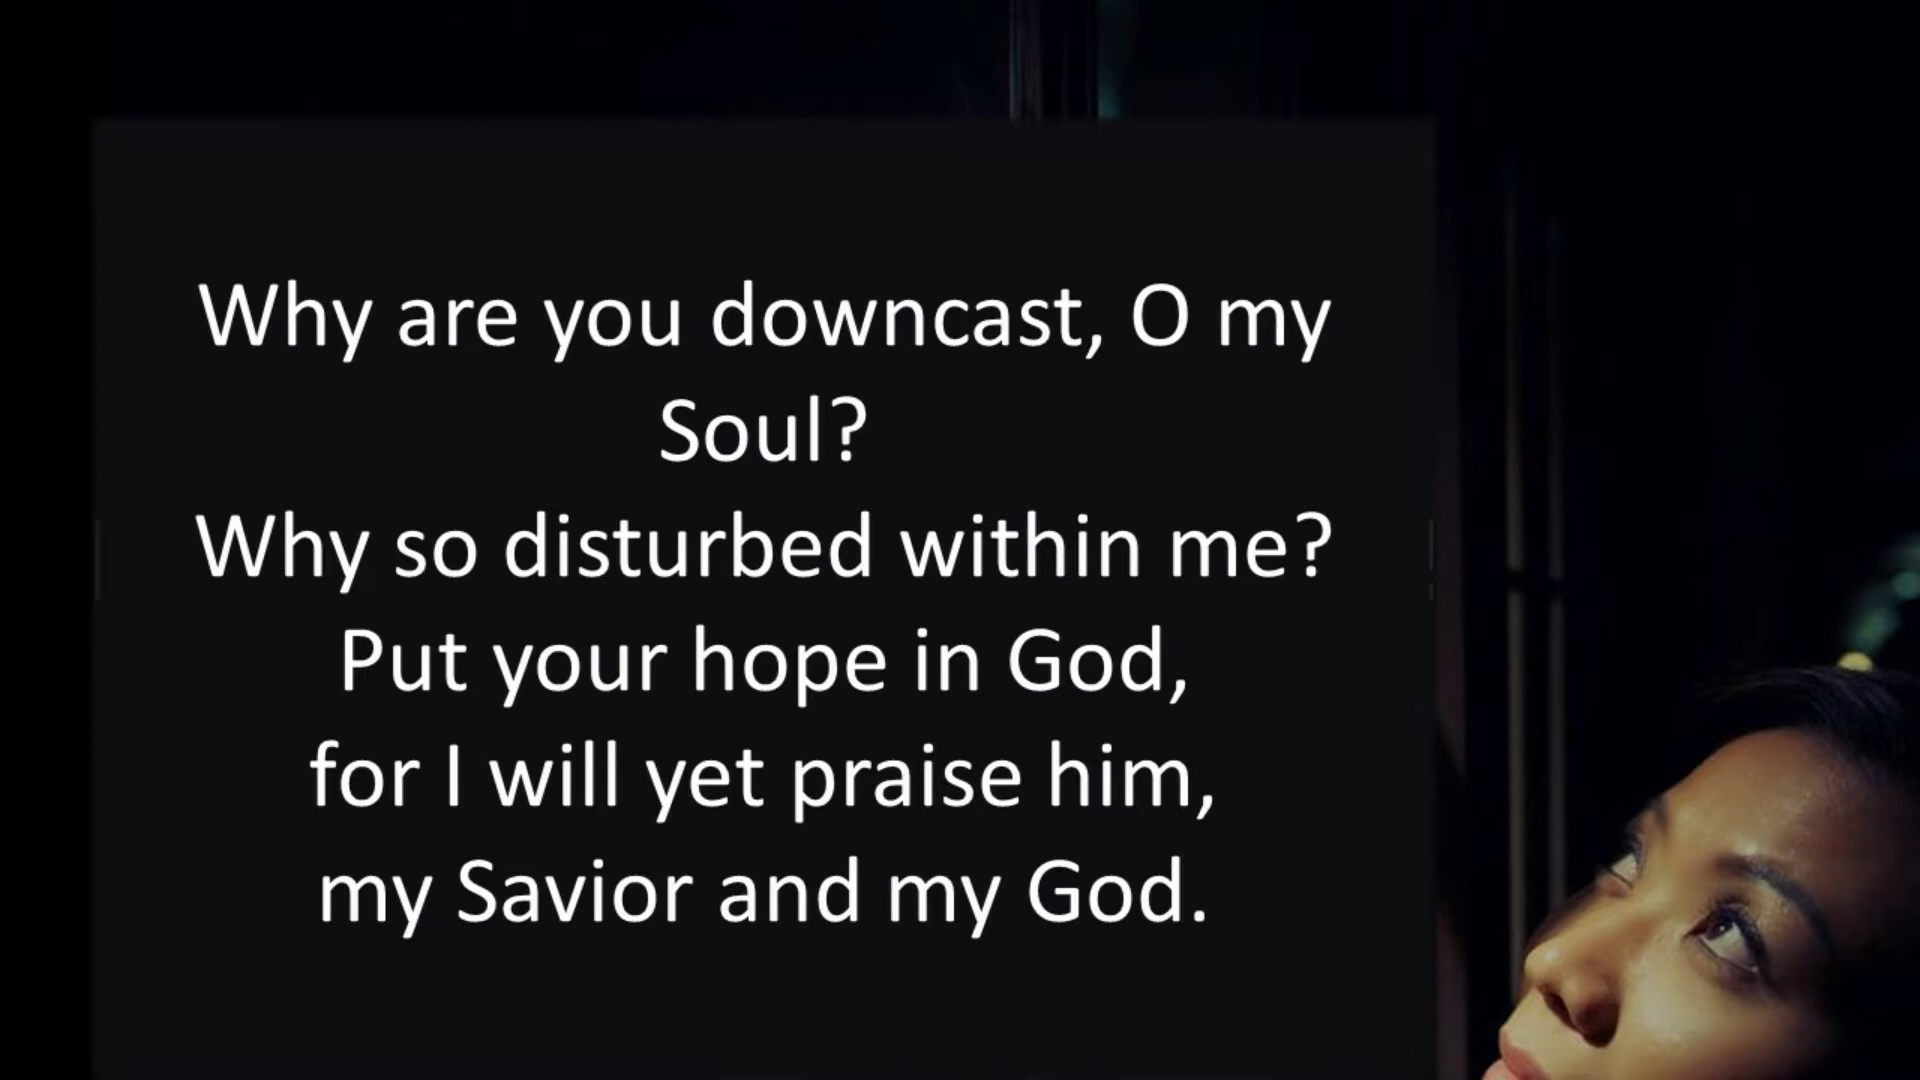 Why are you downcast, O my
Soul?
Why so disturbed within me?
Put your hope in God,
for I will yet praise him,
my Savior and my God.